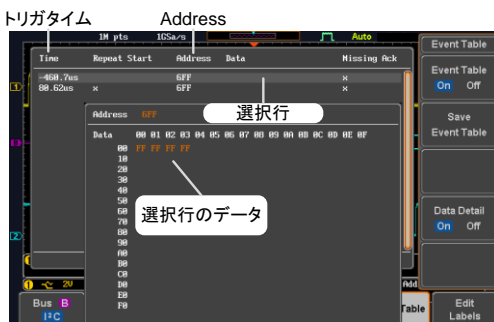 トリガタイム Address
1M pts 1GSa/s Auto
Event Table
Time Repeat Start Address Data Missing Ack
-460.7us 6FF x
80.62us x 6FF x
Event Table
On Off
選択行
Address 6FF
Save
Event Table
Data 00 01 02 03 04 05 06 07 08 09 0A 0B 0C 0D 0E 0F
00 FF FF FF FF
10
20
30
40
50
60
70
80
90
A0
B0
C0
D0
E0
F0
選択行のデータ
Data Detail
On Off
1 2V
Add
Bus B
I²C
Table
Edit
Labels